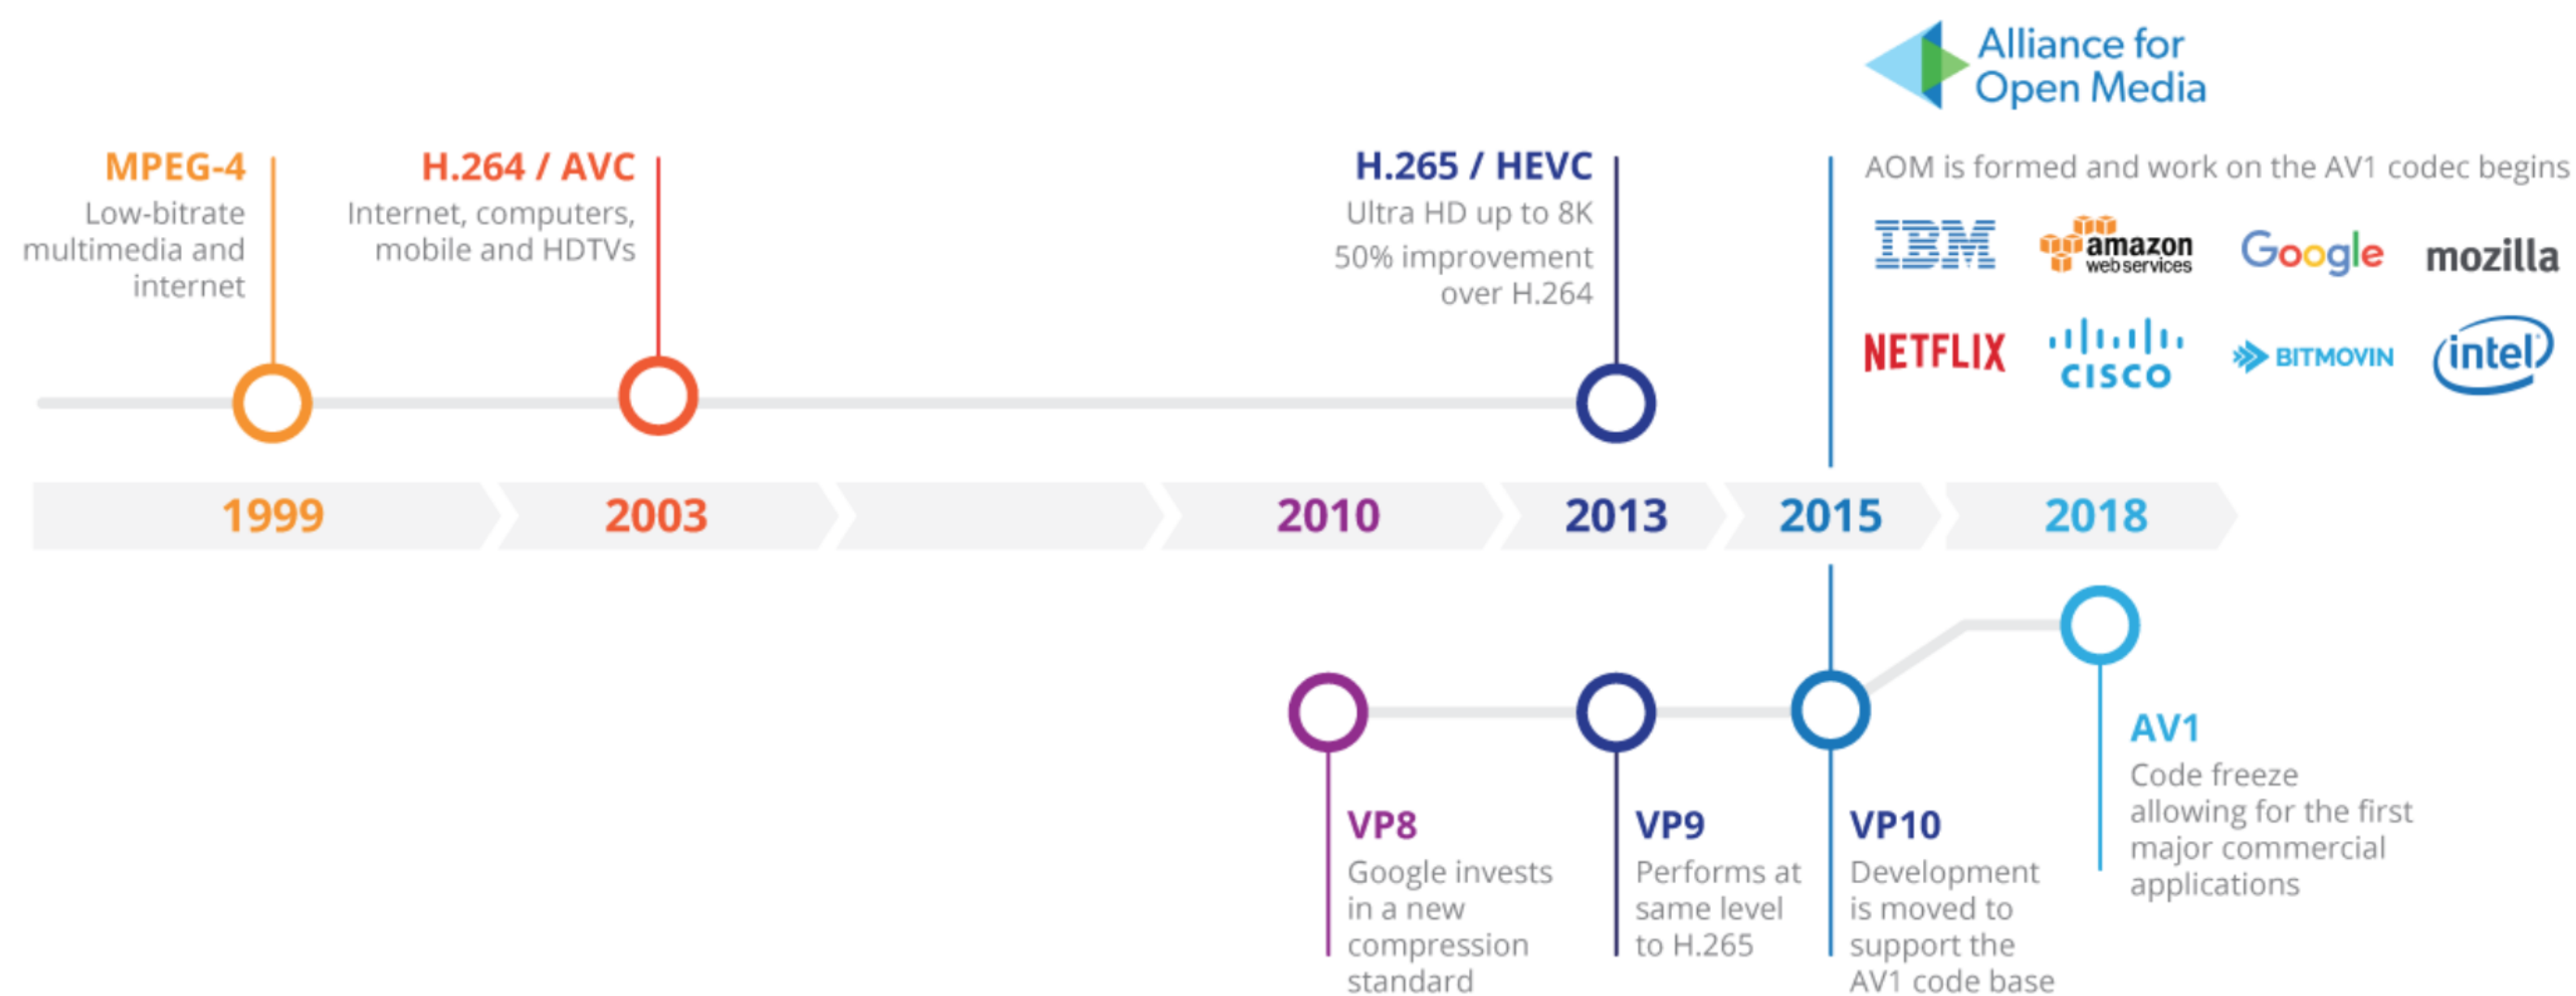 Alliance for
Open Media
MPEG-4
Low-bitrate
multimedia and
internet
H.264 / AVC
Internet, computers,
mobile and HDTVs
H.265 / HEVC
Ultra HD up to 8K
50% improvement
over H.264
AOM is formed and work on the AV1 codec begins
IBM
amazon
webservices
Google
mozilla
NETFLIX
CISCO
BITMOVIN
intel
1999
2003
2010
2013
2015
2018
VP8
Google invests
in a new
compression
standard
VP9
Performs at
same level
to H.265
VP10
Development
is moved to
support the
AV1 code base
AV1
Code freeze
allowing for the first
major commercial
applications